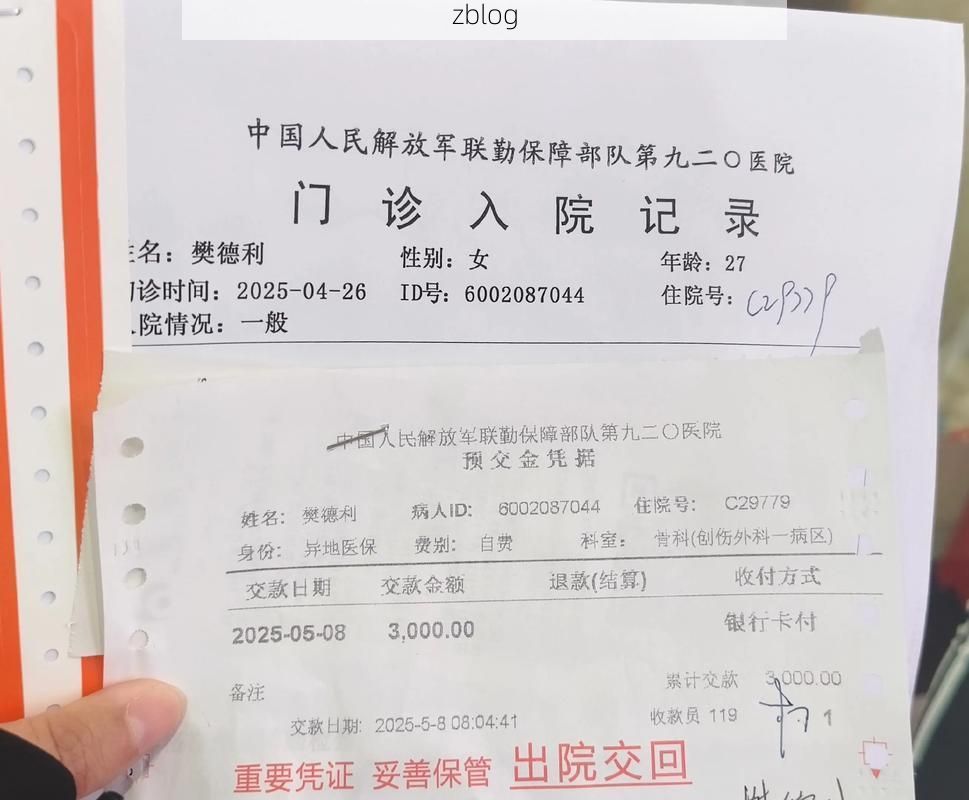 zblog
中国人民解放军联勤保障部队第九二〇医院
门诊入院记录
姓名：樊德利 性别：女 年龄：27
初诊时间：2025-04-26 ID号：6002087044 住院号：C29779
入院情况：一般
中国人民解放军联勤保障部队第九二〇医院
预交金凭据
姓名： 樊德利 病人ID： 6002087044 住院号： C29779
身份： 异地医保 费别： 自费 科室： 骨科(创伤外科一病区)
交款日期 交款金额 退款(结算) 收付方式
2025-05-08 3,000.00 银行卡付
备注 累计交款 3,000.00
交款日期: 2025-5-8 08:04:41 收款员 119 1
重要凭证 妥善保管 出院交回